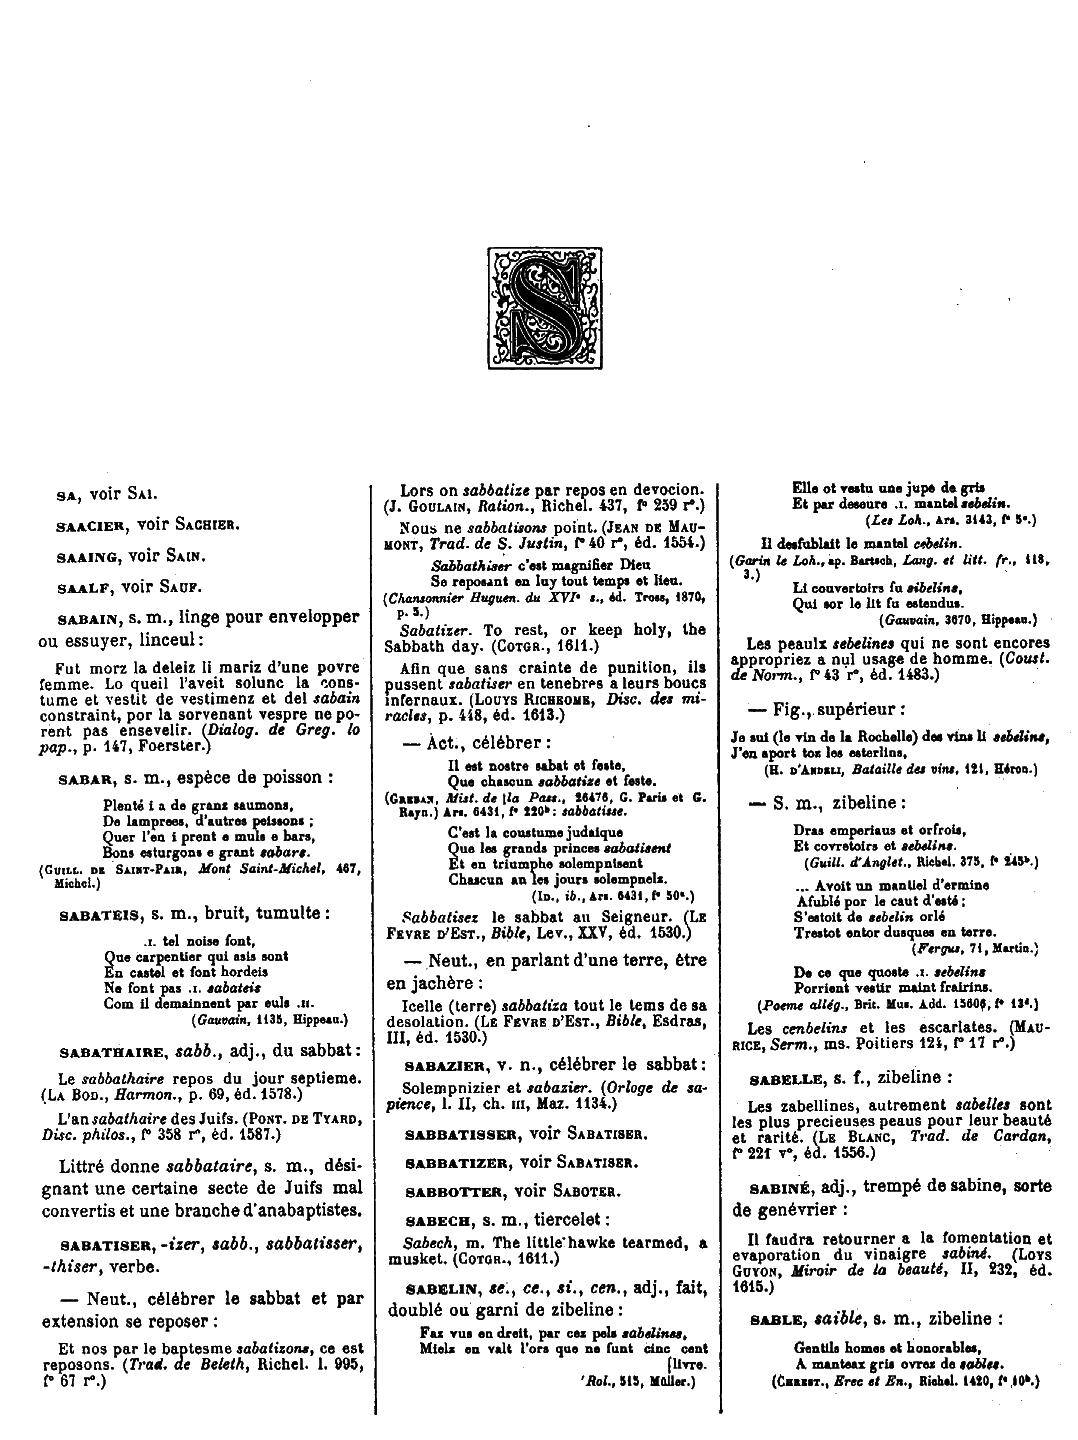 S
SA, voir SAI.
SAACIER, voir SACHIER.
SAAING, voir SAIN.
SAALF, voir SAUF.
SABAIN, s. m., linge pour envelopper
ou essuyer, linceul :
Fut morz la deleiz li mariz d'une povre
femme. Lo queil l'aveit solunc la cons-
tume et vestit de vestimenz et del sabain
constraint, por la sorvenant vespre ne po-
rent pas ensevelir. (Dialog. de Greg. lo
pap., p. 147, Foerster.)
SABAR, s. m., espèce de poisson :
Plenté i a de granz saumons,
De lamprees, d'autres peissons ;
Quer l'en i prent e muls e bars,
Bons esturgons e grant sabars.
(GUILL. DE SAINT-PAIR, Mont Saint-Michel, 467,
Michel.)
SABATEIS, s. m., bruit, tumulte :
.I. tel noise font,
Que carpentier qui asis sont
En castel et font hordeis
Ne font pas .I. sabateis
Com il demainnent par euls .II.
(Gauvain, 1135, Hippeau.)
SABATHAIRE, sabb., adj., du sabbat :
Le sabbathaire repos du jour septieme.
(LA BOD., Harmon., p. 69, éd. 1578.)
L'an sabathaire des Juifs. (PONT. DE TYARD,
Disc. philos., f° 358 r°, éd. 1587.)
Littré donne sabbataire, s. m., dési-
gnant une certaine secte de Juifs mal
convertis et une branche d'anabaptistes.
SABATISER, -izer, sabb., sabbatisser,
-thiser, verbe.
— Neut., célébrer le sabbat et par
extension se reposer :
Et nos par le baptesme sabatizons, ce est
reposons. (Trad. de Beleth, Richel. l. 995,
f° 67 r°.)
Lors on sabbatize par repos en devocion.
(J. GOULAIN, Ration., Richel. 437, f° 259 r°.)
Nous ne sabbatisons point. (JEAN DE MAU-
MONT, Trad. de S. Justin, f° 40 r°, éd. 1554.)
Sabbathiser c'est magnifier Dieu
Se reposant en luy tout temps et lieu.
(Chansonnier Huguen. du XVIe s., éd. Tross, 1870,
p. 5.)
Sabatizer. To rest, or keep holy, the
Sabbath day. (COTGR., 1611.)
Afin que sans crainte de punition, ils
pussent sabatiser en tenebres a leurs boucs
infernaux. (LOUYS RICHEOME, Disc. des mi-
racles, p. 448, éd. 1613.)
— Act., célébrer :
Il est nostre sabat et feste,
Que chascun sabbatize et feste.
(GREBAN, Mist. de la Pass., 26476, G. Paris et G.
Rayn.) Ars. 6431, f° 220b : sabbatisse.
C'est la coustume judaique
Que les grands princes sabatisent
Et en triumphe solempnisent
Chascun an les jours solempnelz.
(ID., ib., Ars. 6431, f° 50a.)
Sabbatisez le sabbat au Seigneur. (LE
FEVRE D'EST., Bible, Lev., XXV, éd. 1530.)
— Neut., en parlant d'une terre, être
en jachère :
Icelle (terre) sabbatiza tout le tems de sa
desolation. (LE FEVRE D'EST., Bible, Esdras,
III, éd. 1530.)
SABAZIER, v. n., célébrer le sabbat :
Solempnizier et sabazier. (Orloge de sa-
pience, l. II, ch. III, Maz. 1134.)
SABBATISSER, voir SABATISER.
SABBATIZER, voir SABATISER.
SABBOTTER, voir SABOTER.
SABECH, s. m., tiercelet :
Sabech, m. The little hawke tearmed, a
musket. (COTGR., 1611.)
SABELIN, se., ce., si., cen., adj., fait,
doublé ou garni de zibeline :
Faz vus en dreit, par cez pels sabelines,
Mielz en valt l'ors que ne funt cinc cent
[livre.
Rol., 515, Müller.)
Elle ot vestu une jupe de gris
Et par deseure .I. mantel sebelin.
(Les Loh., Ars. 3143, f° 5a.)
Il desfublait le mantel cebelin.
(Garin le Loh., ap. Bartsch, Lang. et litt. fr., 118,
3.)
Li couvertoirs fu sibelins,
Qui sor le lit fu estendus.
(Gauvain, 3670, Hippeau.)
Les peaulx sebelines qui ne sont encores
appropriez a nul usage de homme. (Coust.
de Norm., f° 43 r°, éd. 1483.)
— Fig., supérieur :
Je sui (le vin de la Rochelle) des vins li sebelins,
J'en aport toz les esterlins,
(H. D'ANDELI, Bataille des vins, 121, Héron.)
— S. m., zibeline :
Dras emperiaus et orfrois,
Et covretoirs et sebelins.
(Guill. d'Anglet., Richel. 375, f° 245b.)
... Avoit un mantiel d'ermine
Afublé por le caut d'esté ;
S'estoit de sebelin orlé
Trestot entor dusques en terre.
(Fergus, 71, Martin.)
De ce que quoste .I. sebelins
Porrient vestir maint frairins.
(Poeme allég., Brit. Mus. Add. 15606, f° 13d.)
Les cenbelins et les escarlates. (MAU-
RICE, Serm., ms. Poitiers 124, f° 17 r°.)
SABELLE, s. f., zibeline :
Les zabellines, autrement sabelles sont
les plus precieuses peaus pour leur beauté
et rarité. (LE BLANC, Trad. de Cardan,
f° 221 v°, éd. 1556.)
SABINÉ, adj., trempé de sabine, sorte
de genévrier :
Il faudra retourner a la fomentation et
evaporation du vinaigre sabiné. (LOYS
GUYON, Miroir de la beauté, II, 232, éd.
1615.)
SABLE, saible, s. m., zibeline :
Gentils homes et honorables,
A manteax gris ovrez de sables.
(CHREST., Erec et En., Richel. 1420, f° 10b.)